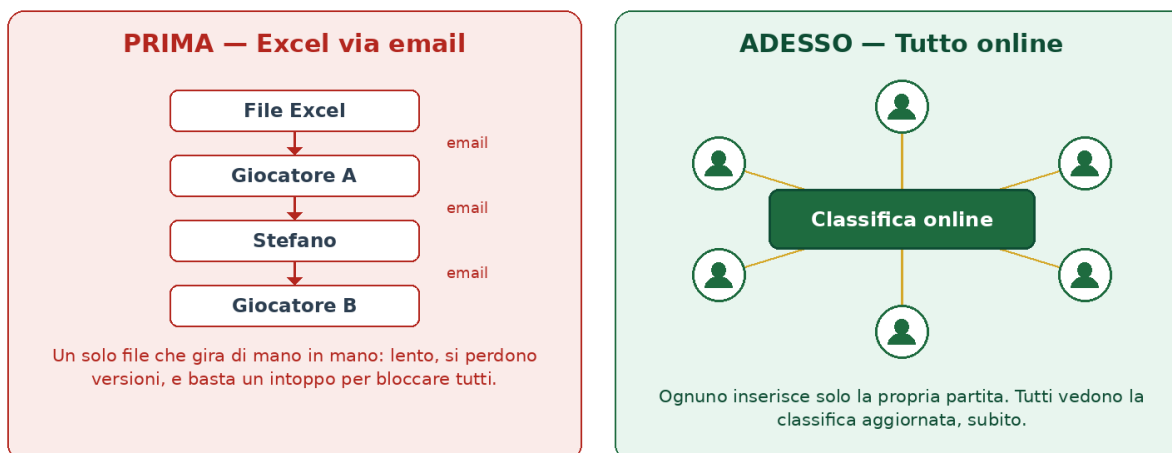 PRIMA — Excel via email
File Excel
email
Giocatore A
email
Stefano
email
Giocatore B
Un solo file che gira di mano in mano: lento, si perdono
versioni, e basta un intoppo per bloccare tutti.
ADESSO — Tutto online
Classifica online
Ognuno inserisce solo la propria partita. Tutti vedono la
classifica aggiornata, subito.